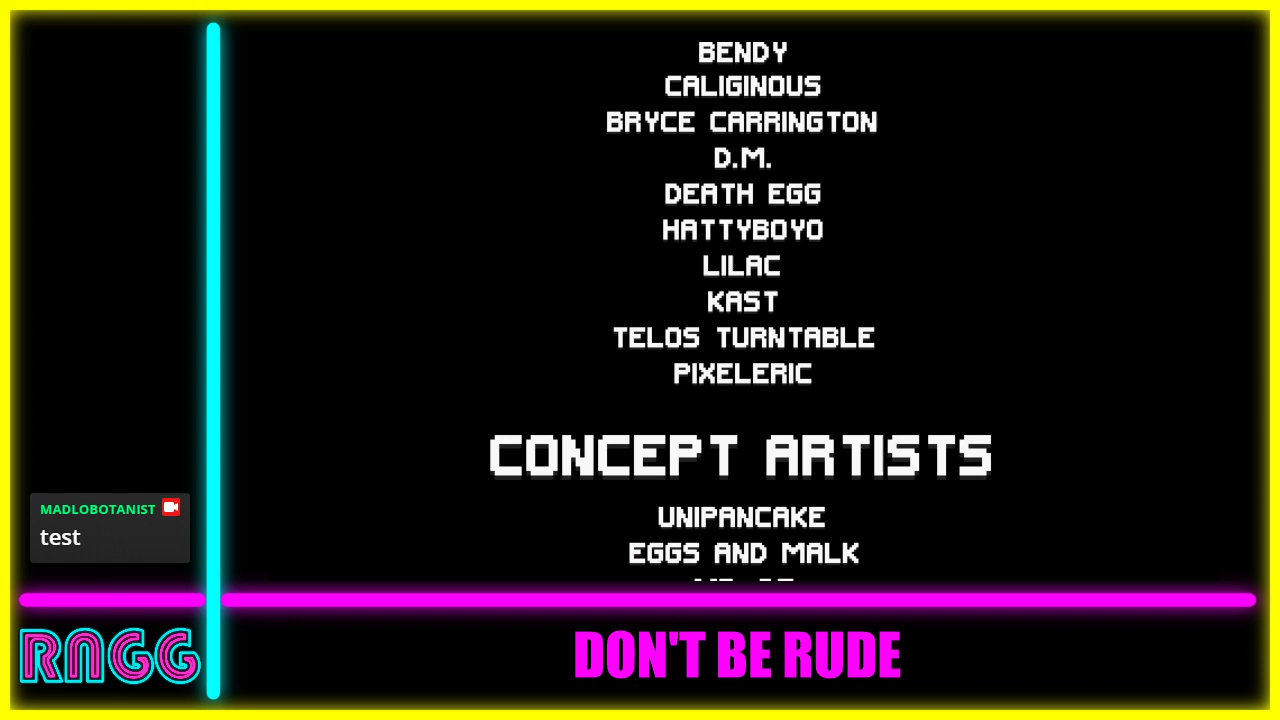 BENDY
CALIGINOUS
BRYCE CARRINGTON
D.M.
DEATH EGG
HATTYBOYO
LILAC
KAST
TELOS TURNTABLE
PIXELERIC
CONCEPT ARTISTS
UNIPANCAKE
EGGS AND MALK
MADLOBOTANIST
test
RNGG
DON'T BE RUDE